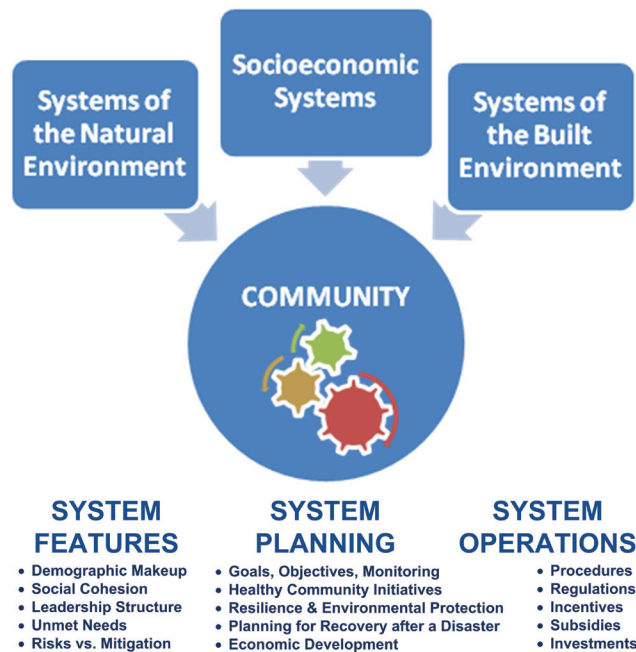 Systems of
the Natural
Environment
Socioeconomic
Systems
Systems of
the Built
Environment
COMMUNITY
SYSTEM
FEATURES
• Demographic Makeup
• Social Cohesion
• Leadership Structure
• Unmet Needs
• Risks vs. Mitigation
SYSTEM
PLANNING
• Goals, Objectives, Monitoring
• Healthy Community Initiatives
• Resilience & Environmental Protection
• Planning for Recovery after a Disaster
• Economic Development
SYSTEM
OPERATIONS
• Procedures
• Regulations
• Incentives
• Subsidies
• Investments